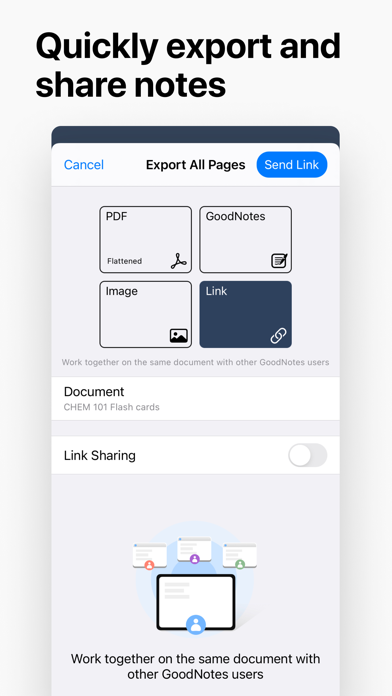 Quickly export and
share notes
Cancel
Export All Pages
Send Link
PDF
Flattened
GoodNotes
Image
Link
Work together on the same document with other GoodNotes users
Document
CHEM 101 Flash cards
Link Sharing
Work together on the same document with
other GoodNotes users